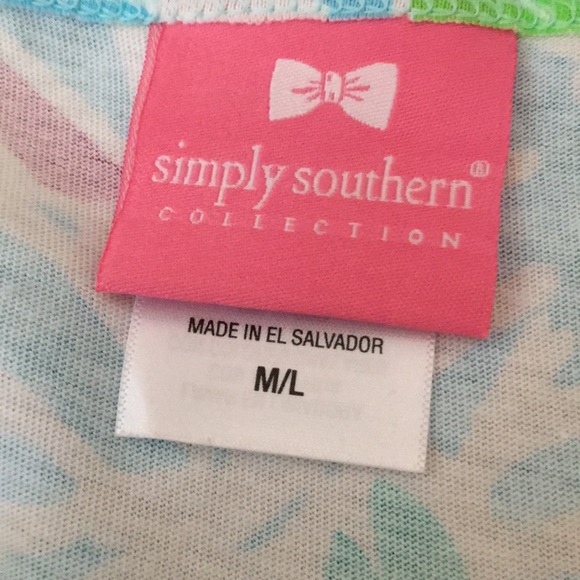 simply southern®
COLLECTION
MADE IN EL SALVADOR
M/L